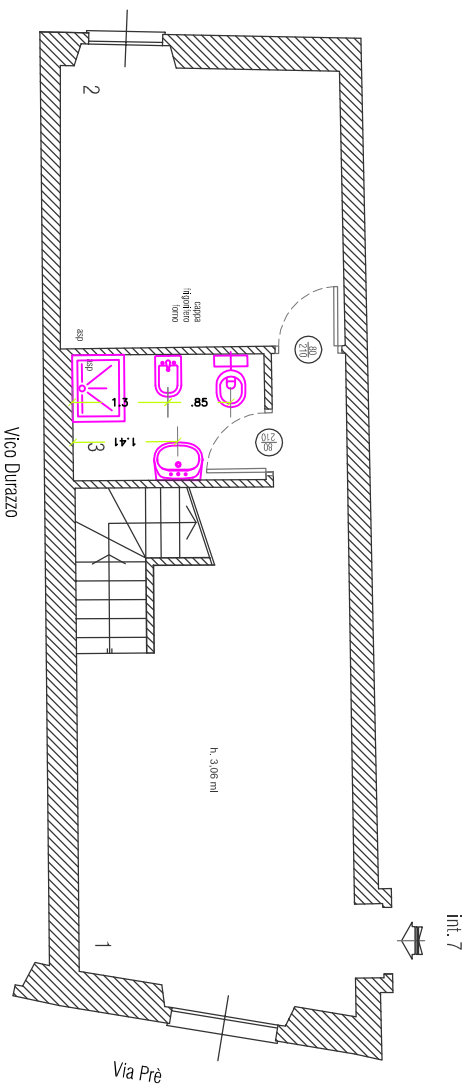 2
cappa
frigorifero
forno
asp
asp
80
210
80
210
1.3
.85
1.41
3
Vico Durazzo
h. 3,06 ml
1
int. 7
Via Prè